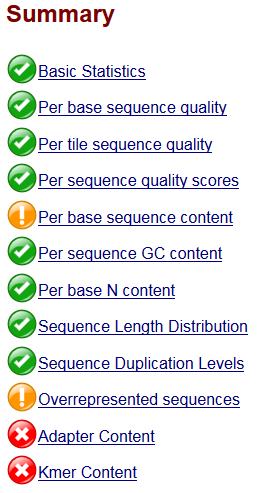 Summary
Basic Statistics
Per base sequence quality
Per tile sequence quality
Per sequence quality scores
Per base sequence content
Per sequence GC content
Per base N content
Sequence Length Distribution
Sequence Duplication Levels
Overrepresented sequences
Adapter Content
Kmer Content